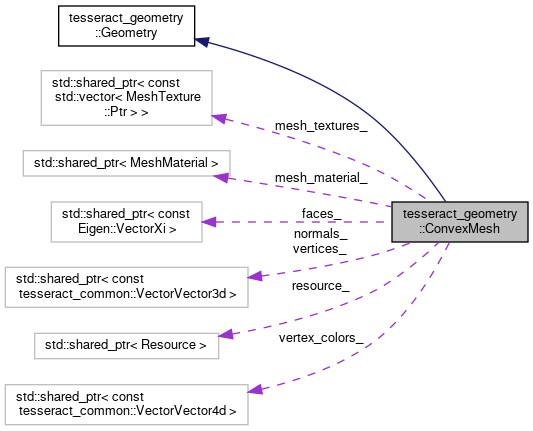 tesseract_geometry
::Geometry
std::shared_ptr< const
std::vector< MeshTexture
::Ptr > >
mesh_textures_
std::shared_ptr< MeshMaterial >
mesh_material_
std::shared_ptr< const
Eigen::VectorXi >
faces_
tesseract_geometry
::ConvexMesh
normals_
vertices_
std::shared_ptr< const
tesseract_common::VectorVector3d >
resource_
std::shared_ptr< Resource >
vertex_colors_
std::shared_ptr< const
tesseract_common::VectorVector4d >